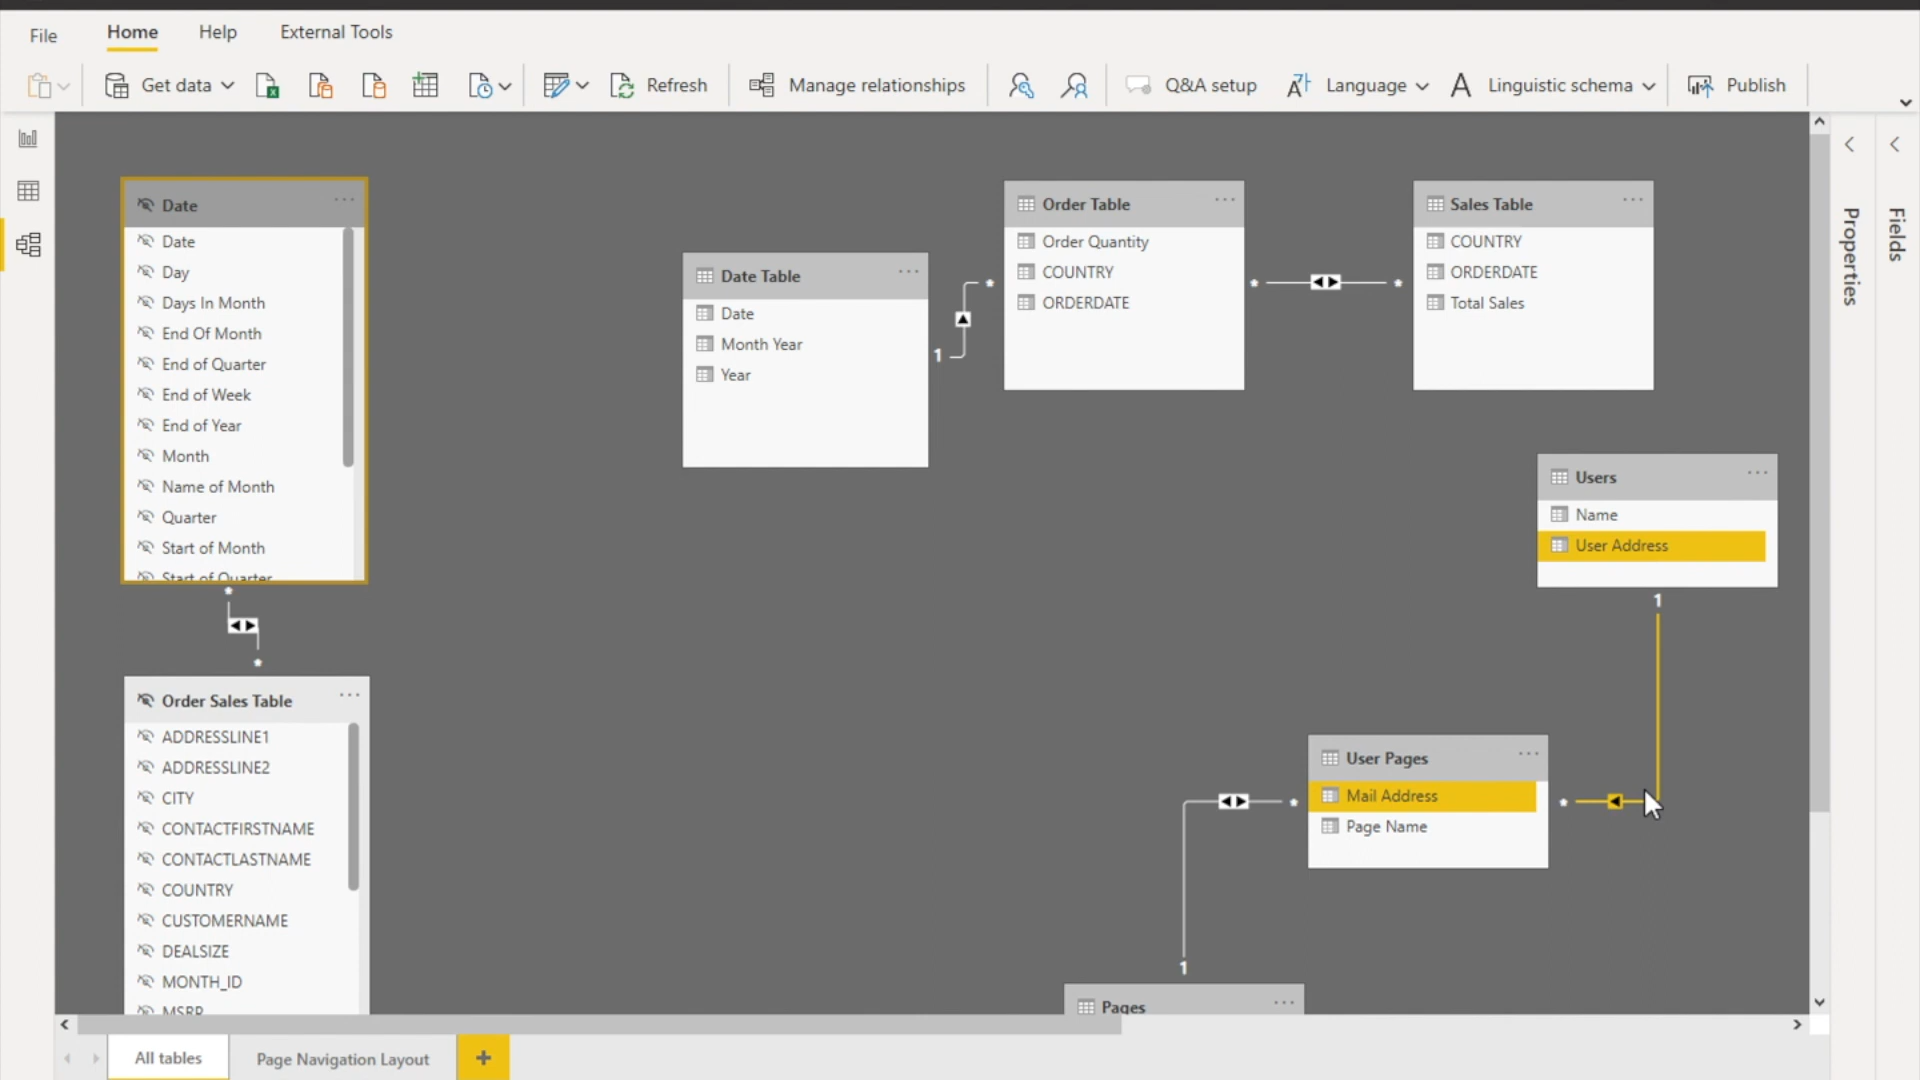 File Home Help External Tools
Get data Refresh Manage relationships Q&A setup Language Linguistic schema Publish
Date
Date
Day
Days In Month
End Of Month
End of Quarter
End of Week
End of Year
Month
Name of Month
Quarter
Start of Month
Start of Quarter
*
*
Order Sales Table
ADDRESSLINE1
ADDRESSLINE2
CITY
CONTACTFIRSTNAME
CONTACTLASTNAME
COUNTRY
CUSTOMERNAME
DEALSIZE
MONTH_ID
MSRP
Date Table
Date
Month Year
Year
1
*
Order Table
Order Quantity
COUNTRY
ORDERDATE
*
*
Sales Table
COUNTRY
ORDERDATE
Total Sales
Users
Name
User Address
1
User Pages
Mail Address
Page Name
*
*
1
Pages
Properties
Fields
All tables Page Navigation Layout +